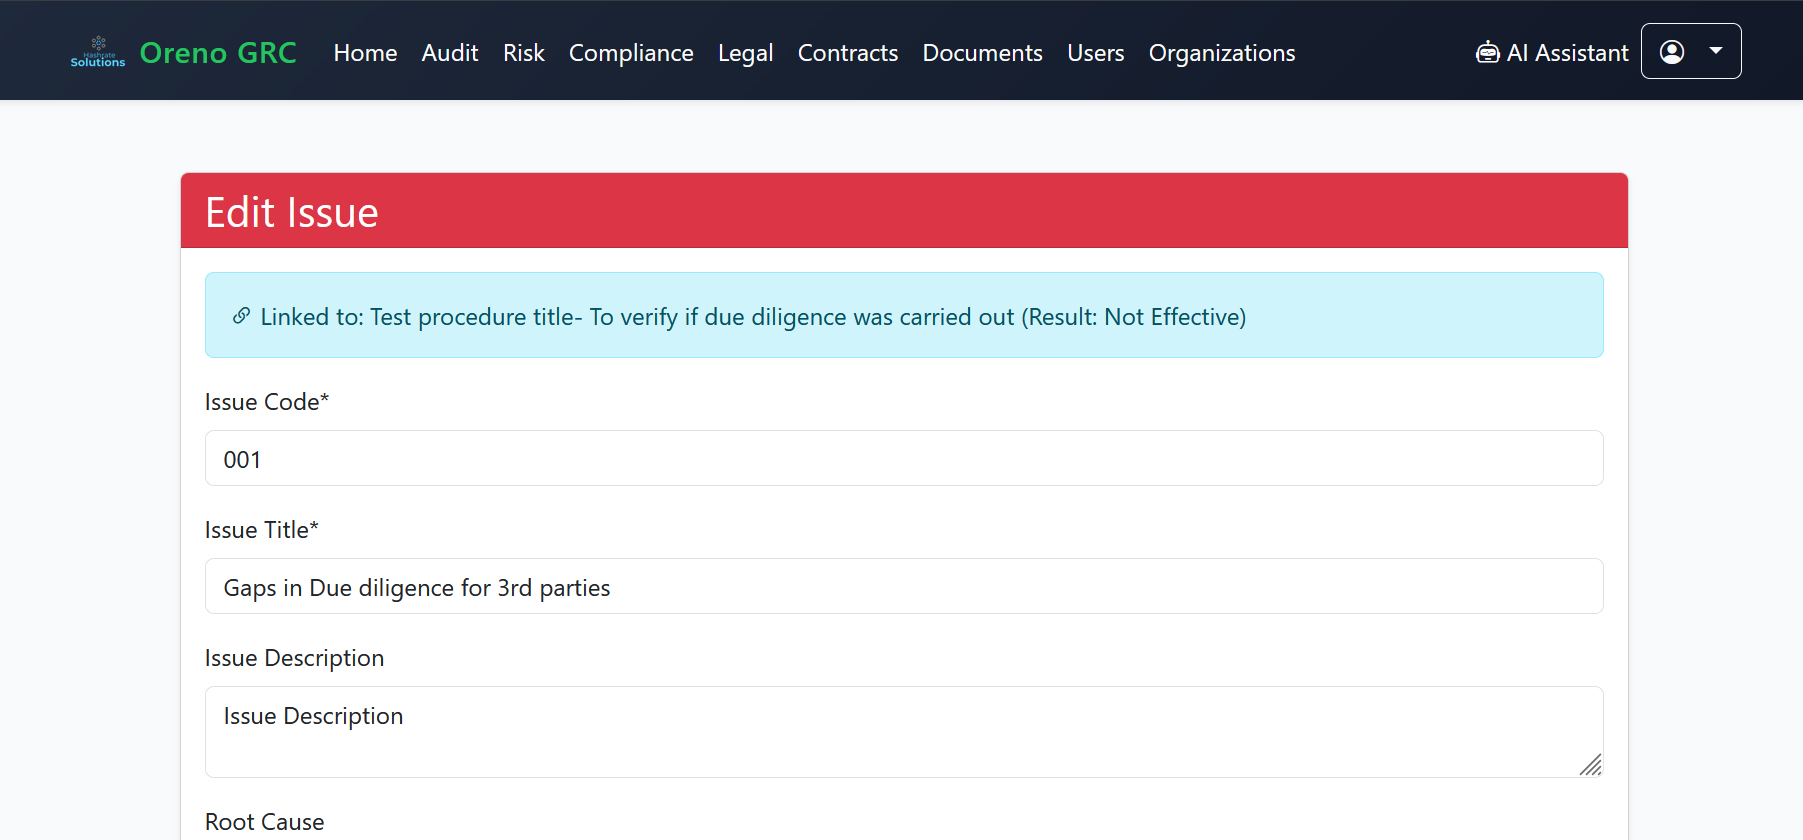 Hashrate
Solutions
Oreno GRC
Home Audit Risk Compliance Legal Contracts Documents Users Organizations
AI Assistant
Edit Issue
Linked to: Test procedure title- To verify if due diligence was carried out (Result: Not Effective)
Issue Code*
001
Issue Title*
Gaps in Due diligence for 3rd parties
Issue Description
Issue Description
Root Cause